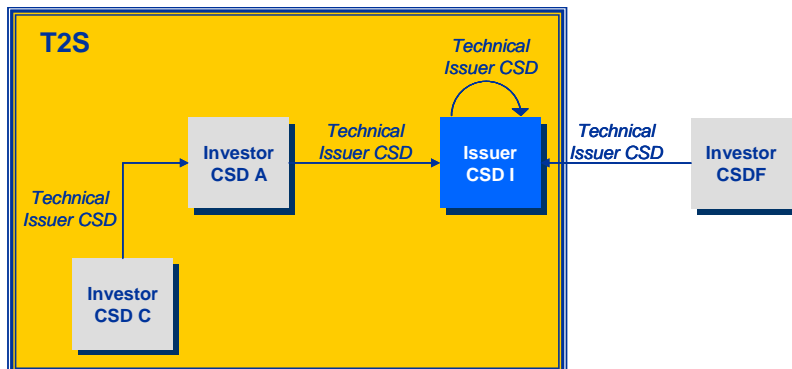 T2S
Technical
Issuer CSD
Investor
CSD A
Technical
Issuer CSD
Issuer
CSD I
Technical
Issuer CSD
Investor
CSDF
Technical
Issuer CSD
Investor
CSD C